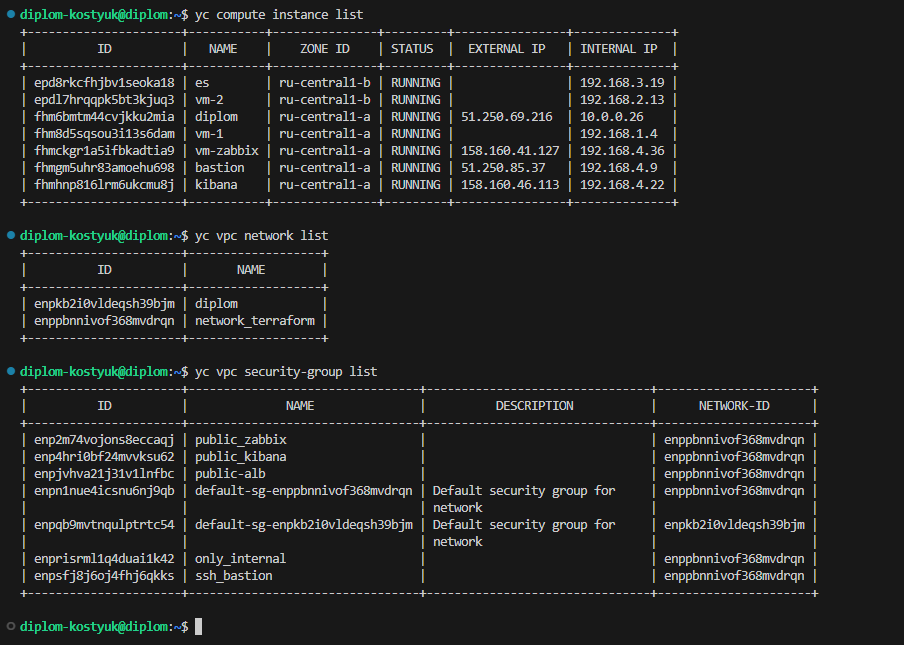 diplom-kostyuk@diplom:~$ yc compute instance list
+----------------------+-----------+---------------+---------+----------------+--------------+
|          ID          |   NAME    |    ZONE ID    | STATUS  |  EXTERNAL IP   | INTERNAL IP  |
+----------------------+-----------+---------------+---------+----------------+--------------+
| epd8rkcfhjbv1seoka18 | es        | ru-central1-b | RUNNING |                | 192.168.3.19 |
| epdl7hrqqpk5bt3kjuq3 | vm-2      | ru-central1-b | RUNNING |                | 192.168.2.13 |
| fhm6bmtm44cvjkku2mia | diplom    | ru-central1-a | RUNNING | 51.250.69.216  | 10.0.0.26    |
| fhm8d5sqsou3i13s6dam | vm-1      | ru-central1-a | RUNNING |                | 192.168.1.4  |
| fhmckgr1a5ifbkadtia9 | vm-zabbix | ru-central1-a | RUNNING | 158.160.41.127 | 192.168.4.36 |
| fhmgm5uhr83amoehu698 | bastion   | ru-central1-a | RUNNING | 51.250.85.37   | 192.168.4.9  |
| fhmhnp816lrm6ukcmu8j | kibana    | ru-central1-a | RUNNING | 158.160.46.113 | 192.168.4.22 |
+----------------------+-----------+---------------+---------+----------------+--------------+
diplom-kostyuk@diplom:~$ yc vpc network list
+----------------------+-------------------+
|          ID          |       NAME        |
+----------------------+-------------------+
| enpkb2i0vldeqsh39bjm | diplom            |
| enppbnnivof368mvdrqn | network_terraform |
+----------------------+-------------------+
diplom-kostyuk@diplom:~$ yc vpc security-group list
+----------------------+---------------------------------+--------------------------------+----------------------+
|          ID          |              NAME               |          DESCRIPTION           |      NETWORK-ID      |
+----------------------+---------------------------------+--------------------------------+----------------------+
| enp2m74vojons8eccaqj | public_zabbix                   |                                | enppbnnivof368mvdrqn |
| enp4hri0bf24mvvksu62 | public_kibana                   |                                | enppbnnivof368mvdrqn |
| enpjvhva21j31v1lnfbc | public-alb                      |                                | enppbnnivof368mvdrqn |
| enpn1nue4icsnu6nj9qb | default-sg-enppbnnivof368mvdrqn | Default security group for     | enppbnnivof368mvdrqn |
|                      |                                 | network                        |                      |
| enpqb9mvtnqulptrtc54 | default-sg-enpkb2i0vldeqsh39bjm | Default security group for     | enpkb2i0vldeqsh39bjm |
|                      |                                 | network                        |                      |
| enprisrml1q4duai1k42 | only_internal                   |                                | enppbnnivof368mvdrqn |
| enpsfj8j6oj4fhj6qkks | ssh_bastion                     |                                | enppbnnivof368mvdrqn |
+----------------------+---------------------------------+--------------------------------+----------------------+
diplom-kostyuk@diplom:~$